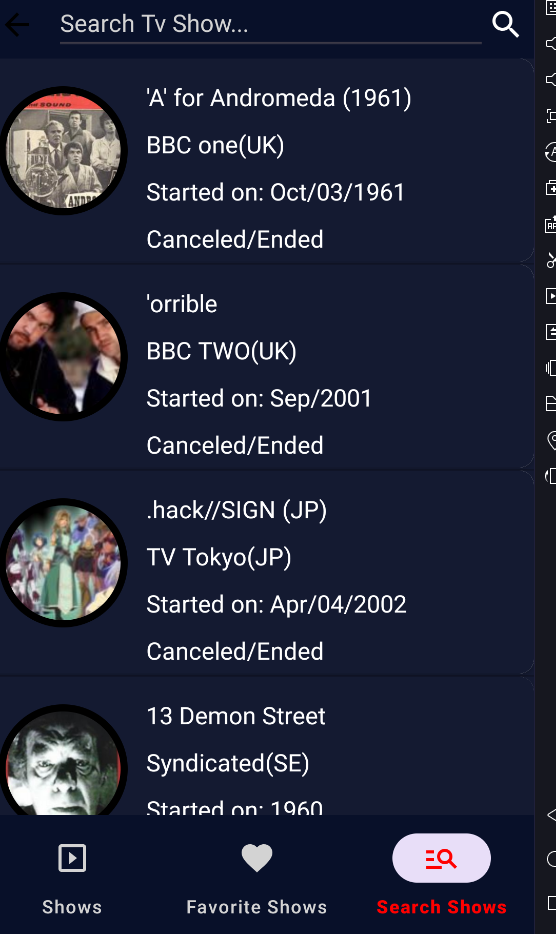 Search Tv Show...
and SOUND
'A' for Andromeda (1961)
BBC one(UK)
Started on: Oct/03/1961
Canceled/Ended
'orrible
BBC TWO(UK)
Started on: Sep/2001
Canceled/Ended
.hack//SIGN (JP)
TV Tokyo(JP)
Started on: Apr/04/2002
Canceled/Ended
13 Demon Street
Syndicated(SE)
Started on: 1960
Shows
Favorite Shows
Search Shows